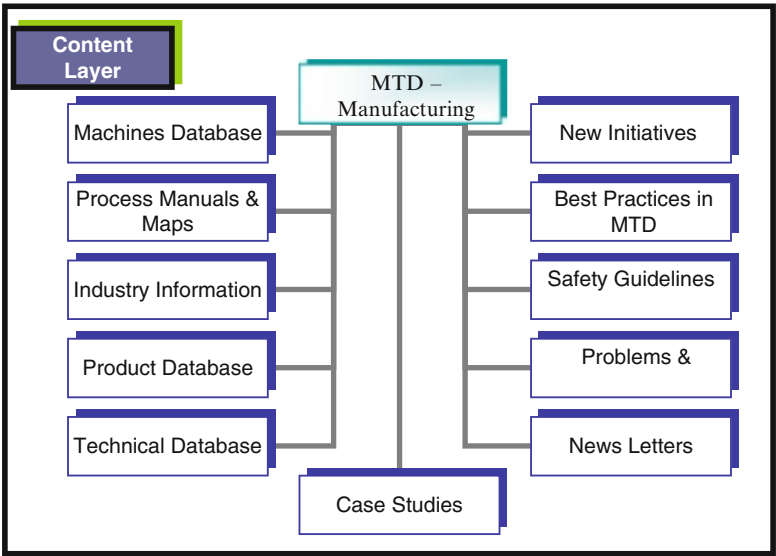 Content
Layer
MTD –
Manufacturing
Machines Database
Process Manuals &
Maps
Industry Information
Product Database
Technical Database
New Initiatives
Best Practices in
MTD
Safety Guidelines
Problems &
News Letters
Case Studies